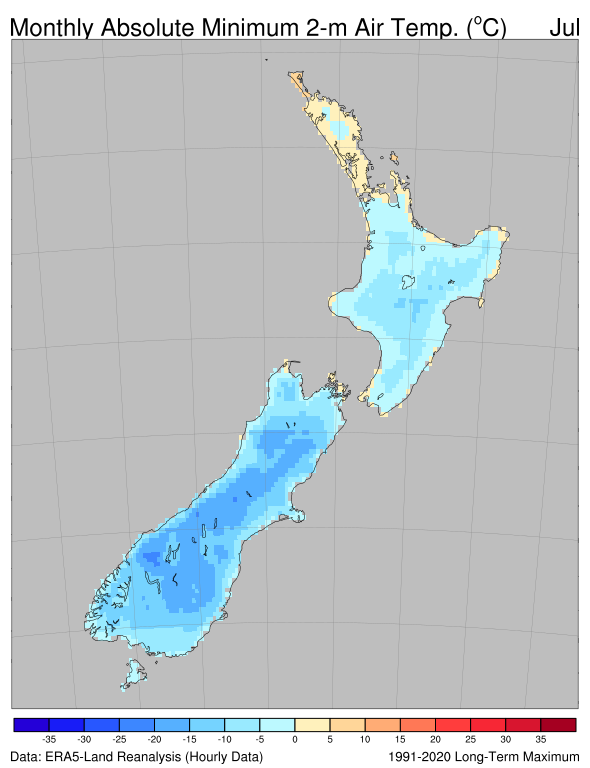 Monthly Absolute Minimum 2-m Air Temp. (°C) Jul
-35 -30 -25 -20 -15 -10 -5 0 5 10 15 20 25 30 35
Data: ERA5-Land Reanalysis (Hourly Data) 1991-2020 Long-Term Maximum